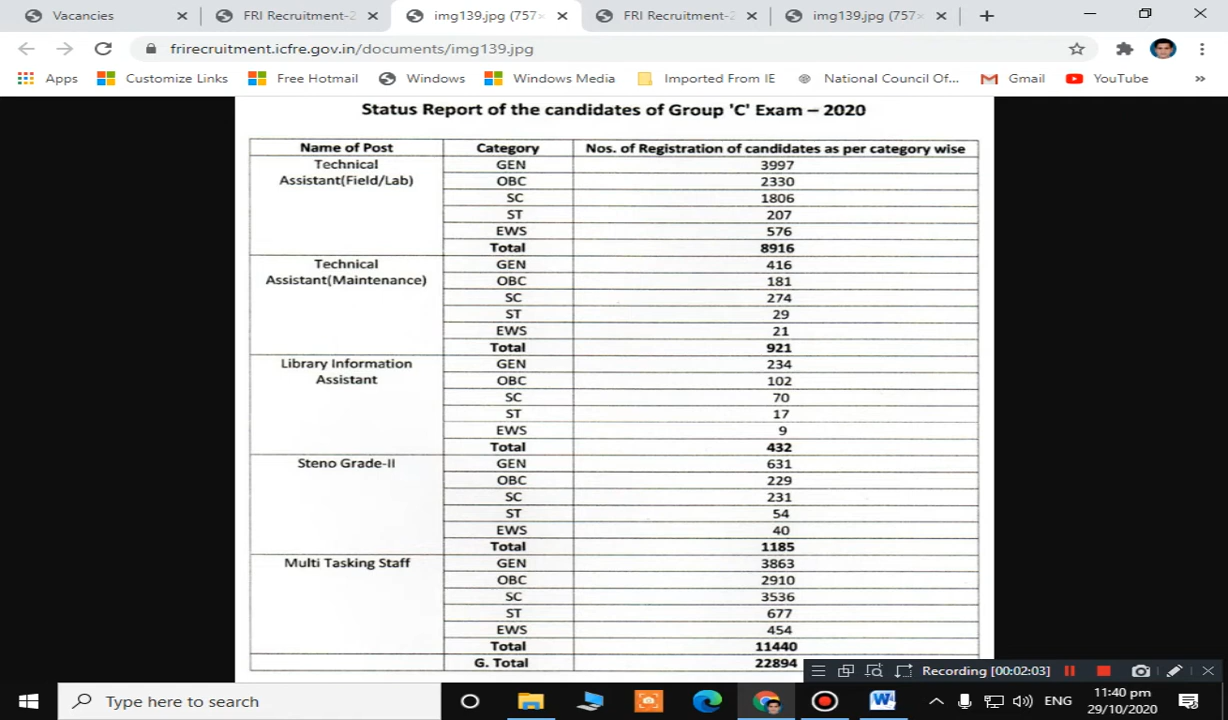 Vacancies
FRI Recruitment-2
img139.jpg (757×
FRI Recruitment-2
img139.jpg (757×
frirecruitment.icfre.gov.in/documents/img139.jpg
Apps Customize Links Free Hotmail Windows Windows Media Imported From IE National Council Of... Gmail YouTube »
Status Report of the candidates of Group 'C' Exam – 2020
Name of Post Category Nos. of Registration of candidates as per category wise
Technical GEN 3997
Assistant(Field/Lab) OBC 2330
SC 1806
ST 207
EWS 576
Total 8916
Technical GEN 416
Assistant(Maintenance) OBC 181
SC 274
ST 29
EWS 21
Total 921
Library Information GEN 234
Assistant OBC 102
SC 70
ST 17
EWS 9
Total 432
Steno Grade-II GEN 631
OBC 229
SC 231
ST 54
EWS 40
Total 1185
Multi Tasking Staff GEN 3863
OBC 2910
SC 3536
ST 677
EWS 454
Total 11440
G. Total 22894
Recording [00:02:03]
Type here to search
ENG
11:40 pm
29/10/2020